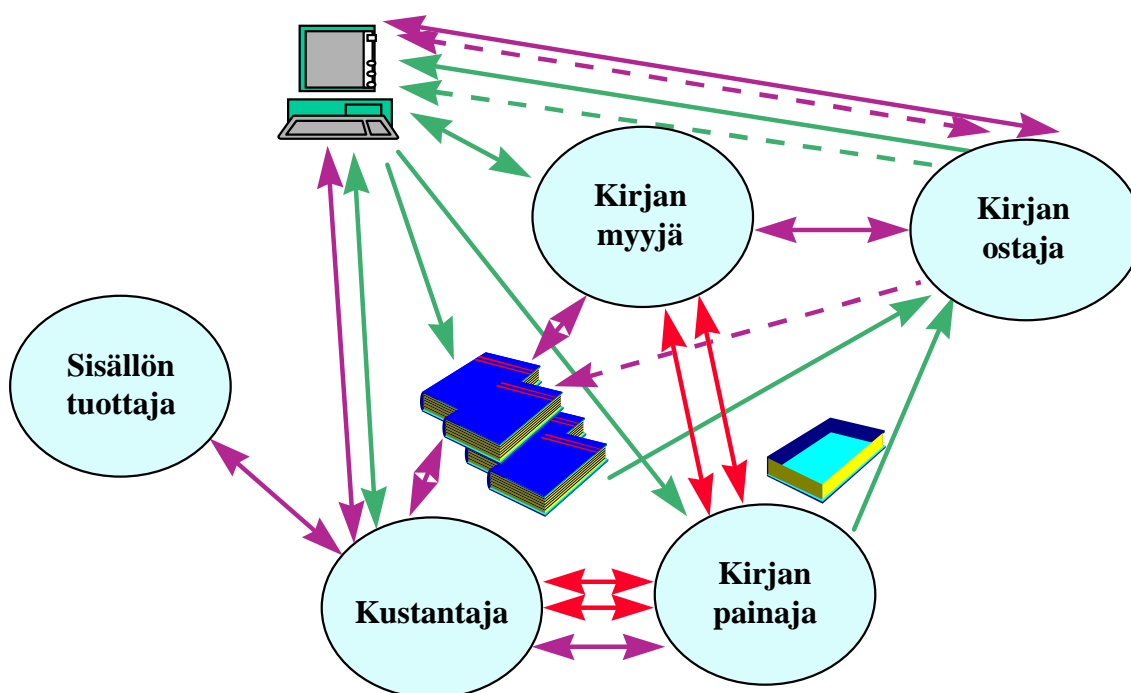 Kirjan
myyjä
Kirjan
ostaja
Sisällön
tuottaja
Kustantaja
Kirjan
painaja